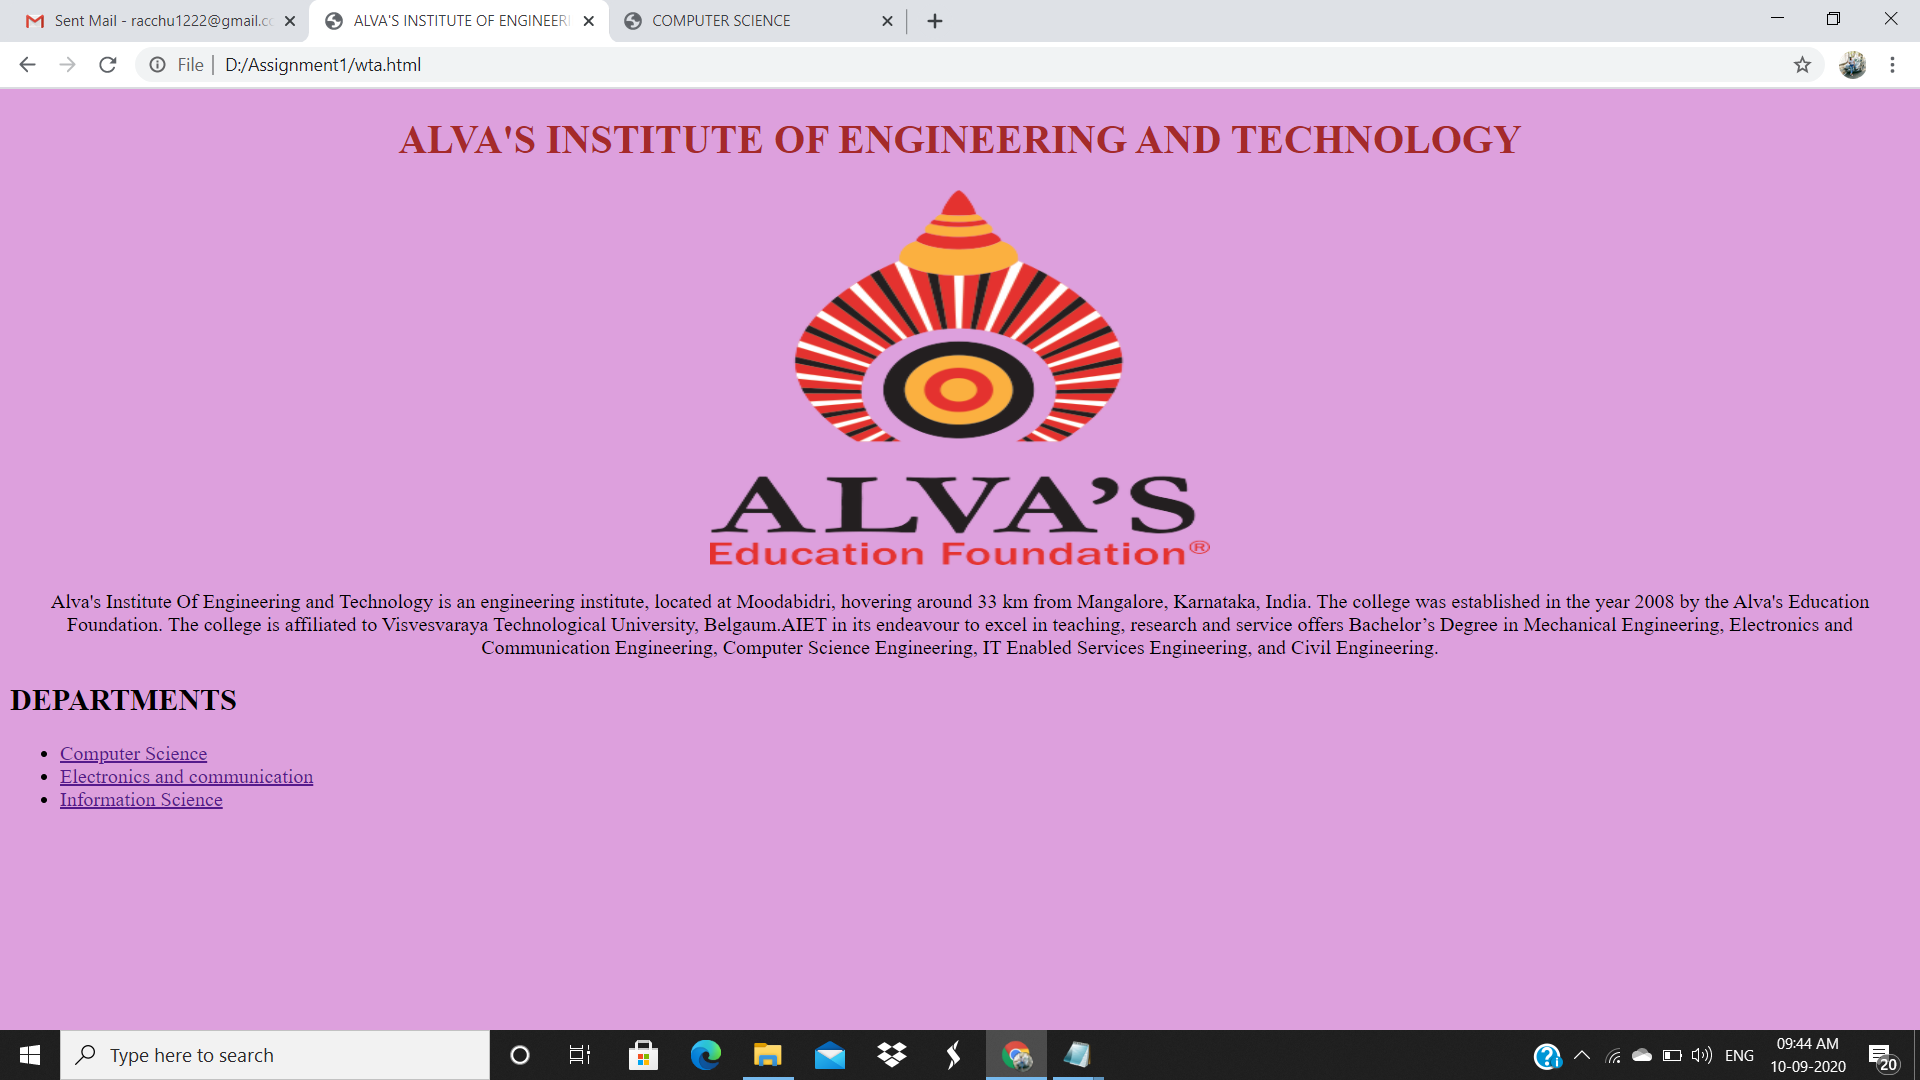 Sent Mail - racchu1222@gmail.c
ALVA'S INSTITUTE OF ENGINEER
COMPUTER SCIENCE
File | D:/Assignment1/wta.html
ALVA'S INSTITUTE OF ENGINEERING AND TECHNOLOGY
ALVA'S
Education Foundation®
Alva's Institute Of Engineering and Technology is an engineering institute, located at Moodabidri, hovering around 33 km from Mangalore, Karnataka, India. The college was established in the year 2008 by the Alva's Education
Foundation. The college is affiliated to Visvesvaraya Technological University, Belgaum.AIET in its endeavour to excel in teaching, research and service offers Bachelor’s Degree in Mechanical Engineering, Electronics and
Communication Engineering, Computer Science Engineering, IT Enabled Services Engineering, and Civil Engineering.
DEPARTMENTS
• Computer Science
• Electronics and communication
• Information Science
Type here to search
ENG
09:44 AM
10-09-2020
20